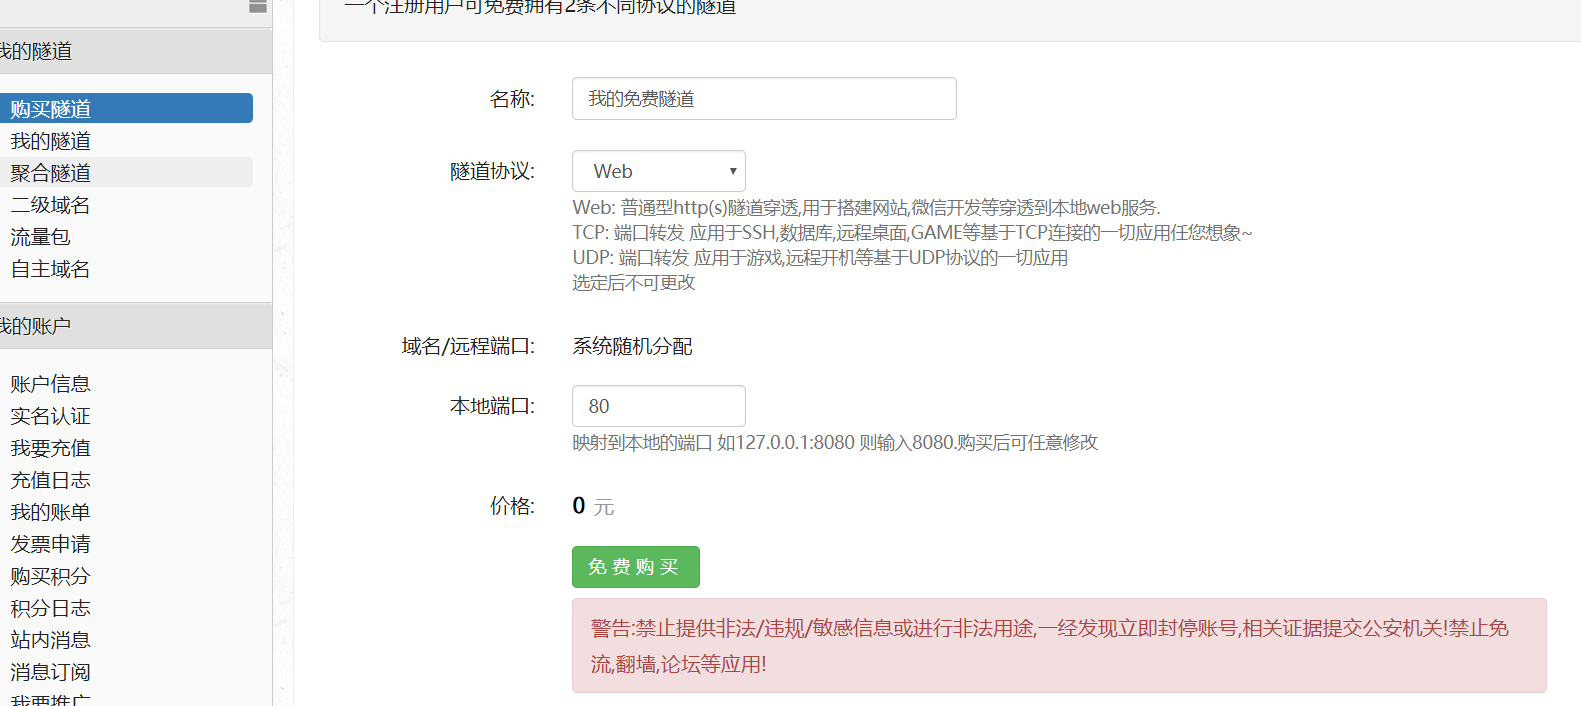 我的隧道
购买隧道
我的隧道
聚合隧道
二级域名
流量包
自主域名
我的账户
账户信息
实名认证
我要充值
充值日志
我的账单
发票申请
购买积分
积分日志
站内消息
消息订阅
我要推广
一个注册用户可免费拥有2条不同协议的隧道
名称: 我的免费隧道
隧道协议: Web
Web: 普通型http(s)隧道穿透,用于搭建网站,微信开发等穿透到本地web服务.
TCP: 端口转发 应用于SSH,数据库,远程桌面,GAME等基于TCP连接的一切应用任您想象~
UDP: 端口转发 应用于游戏,远程开机等基于UDP协议的一切应用
选定后不可更改
域名/远程端口: 系统随机分配
本地端口: 80
映射到本地的端口 如127.0.0.1:8080 则输入8080.购买后可任意修改
价格: 0 元
免费购买
警告:禁止提供非法/违规/敏感信息或进行非法用途,一经发现立即封停账号,相关证据提交公安机关!禁止免
流,翻墙,论坛等应用!